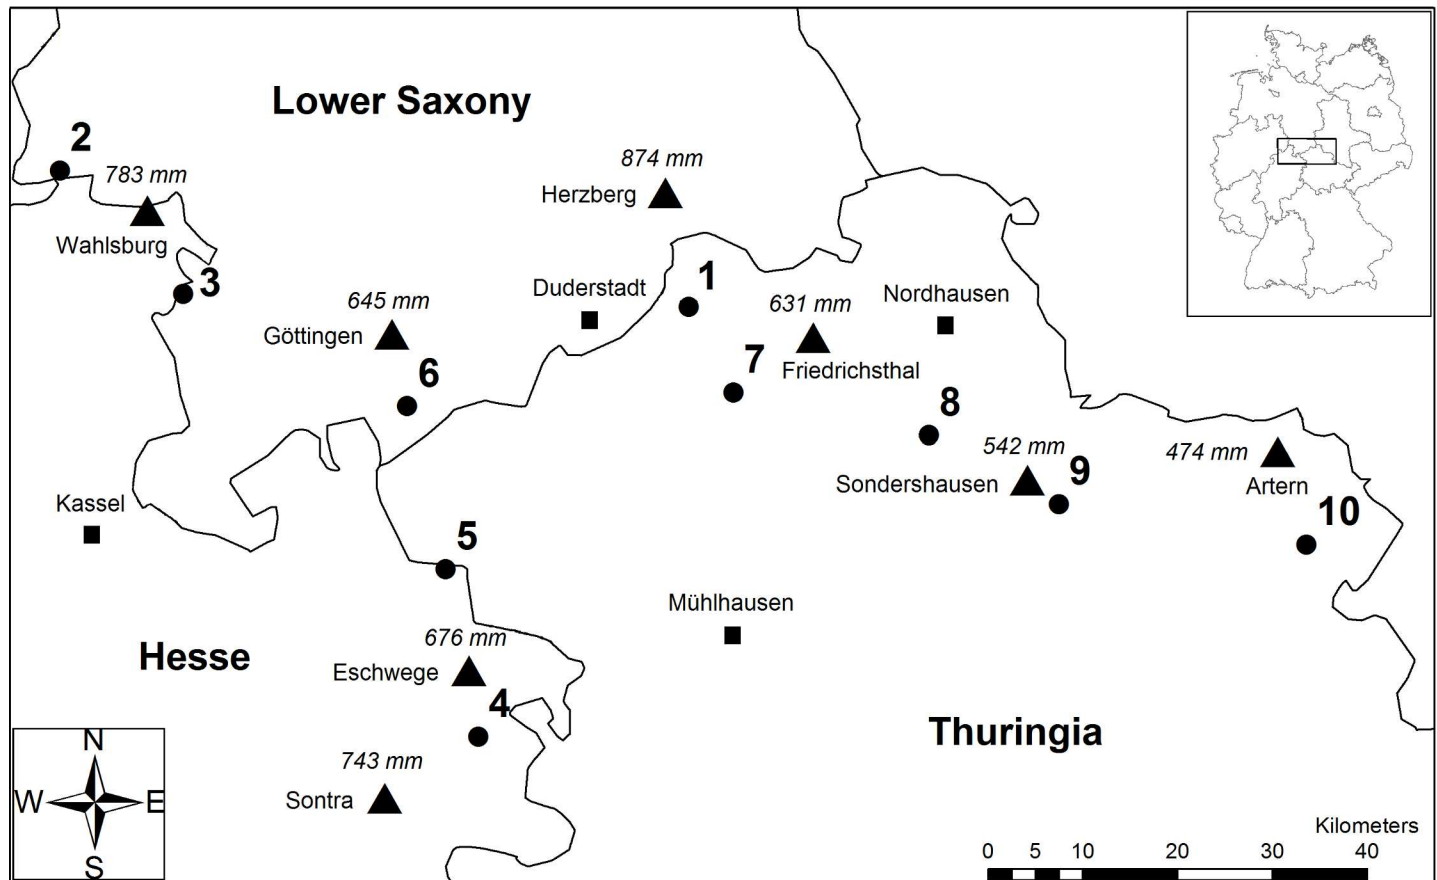 Lower Saxony
2
783 mm
Wahlsburg
3
874 mm
Herzberg
Duderstadt
1
645 mm
Göttingen
631 mm
Friedrichsthal
Nordhausen
6
7
8
542 mm
Sondershausen
9
474 mm
Artern
10
Kassel
5
Mühlhausen
Hesse
676 mm
Eschwege
4
743 mm
Sontra
Thuringia
N
W E
S
Kilometers
0 5 10 20 30 40